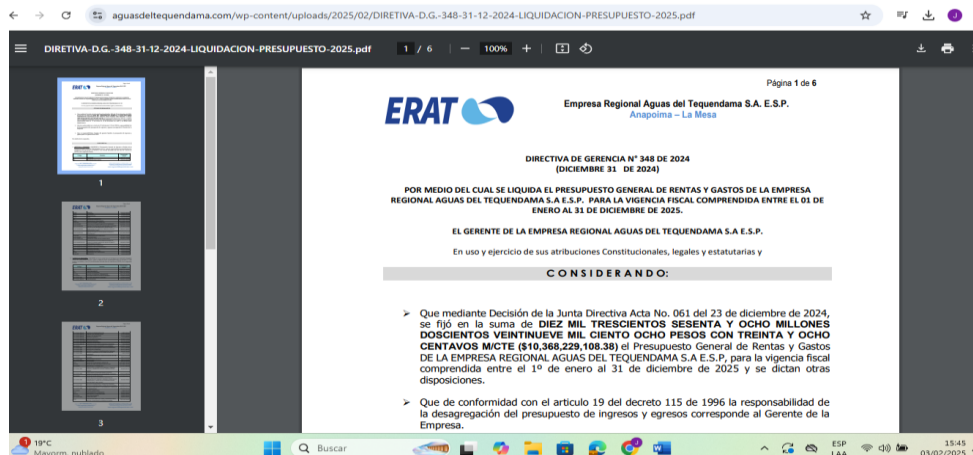 aguasdeltequendama.com/wp-content/uploads/2025/02/DIRETIVA-D.G.-348-31-12-2024-LIQUIDACION-PRESUPUESTO-2025.pdf
J
DIRETIVA-D.G.-348-31-12-2024-LIQUIDACION-PRESUPUESTO-2025.pdf
1 / 6
100%
1
2
3
Página 1 de 6
ERAT
Empresa Regional Aguas del Tequendama S.A. E.S.P.
Anapoima – La Mesa
DIRECTIVA DE GERENCIA N° 348 DE 2024
(DICIEMBRE 31 DE 2024)
POR MEDIO DEL CUAL SE LIQUIDA EL PRESUPUESTO GENERAL DE RENTAS Y GASTOS DE LA EMPRESA
REGIONAL AGUAS DEL TEQUENDAMA S.A E.S.P. PARA LA VIGENCIA FISCAL COMPRENDIDA ENTRE EL 01 DE
ENERO AL 31 DE DICIEMBRE DE 2025.
EL GERENTE DE LA EMPRESA REGIONAL AGUAS DEL TEQUENDAMA S.A E.S.P.
En uso y ejercicio de sus atribuciones Constitucionales, legales y estatutarias y
C O N S I D E R A N D O:
➢ Que mediante Decisión de la Junta Directiva Acta No. 061 del 23 de diciembre de 2024,
se fijó en la suma de DIEZ MIL TRESCIENTOS SESENTA Y OCHO MILLONES
DOSCIENTOS VEINTINUEVE MIL CIENTO OCHO PESOS CON TREINTA Y OCHO
CENTAVOS M/CTE ($10,368,229,108.38) el Presupuesto General de Rentas y Gastos
DE LA EMPRESA REGIONAL AGUAS DEL TEQUENDAMA S.A E.S.P, para la vigencia fiscal
comprendida entre el 1º de enero al 31 de diciembre de 2025 y se dictan otras
disposiciones.
➢ Que de conformidad con el articulo 19 del decreto 115 de 1996 la responsabilidad de
la desagregación del presupuesto de ingresos y egresos corresponde al Gerente de la
Empresa.
1
19°C
Mayorm. nublado
Buscar
ESP
LAA
15:45
03/02/2025